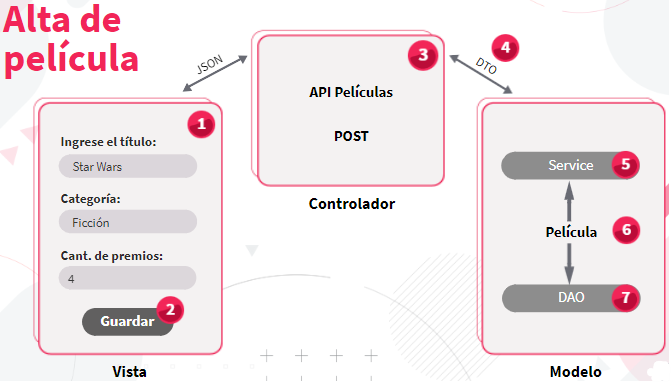 Alta de
película
1
Ingrese el título:
Star Wars
Categoría:
Ficción
Cant. de premios:
4
2
Guardar
Vista
JSON
3
API Películas
POST
Controlador
4
DTO
Service
5
Película
6
DAO
7
Modelo